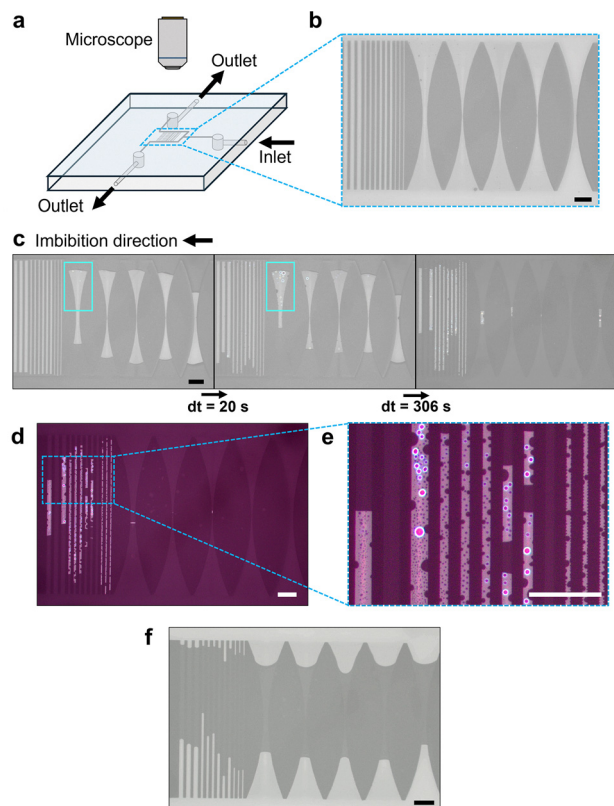 a
Microscope
Outlet
Inlet
Outlet
b
c Imbibition direction
dt = 20 s
dt = 306 s
d
e
f